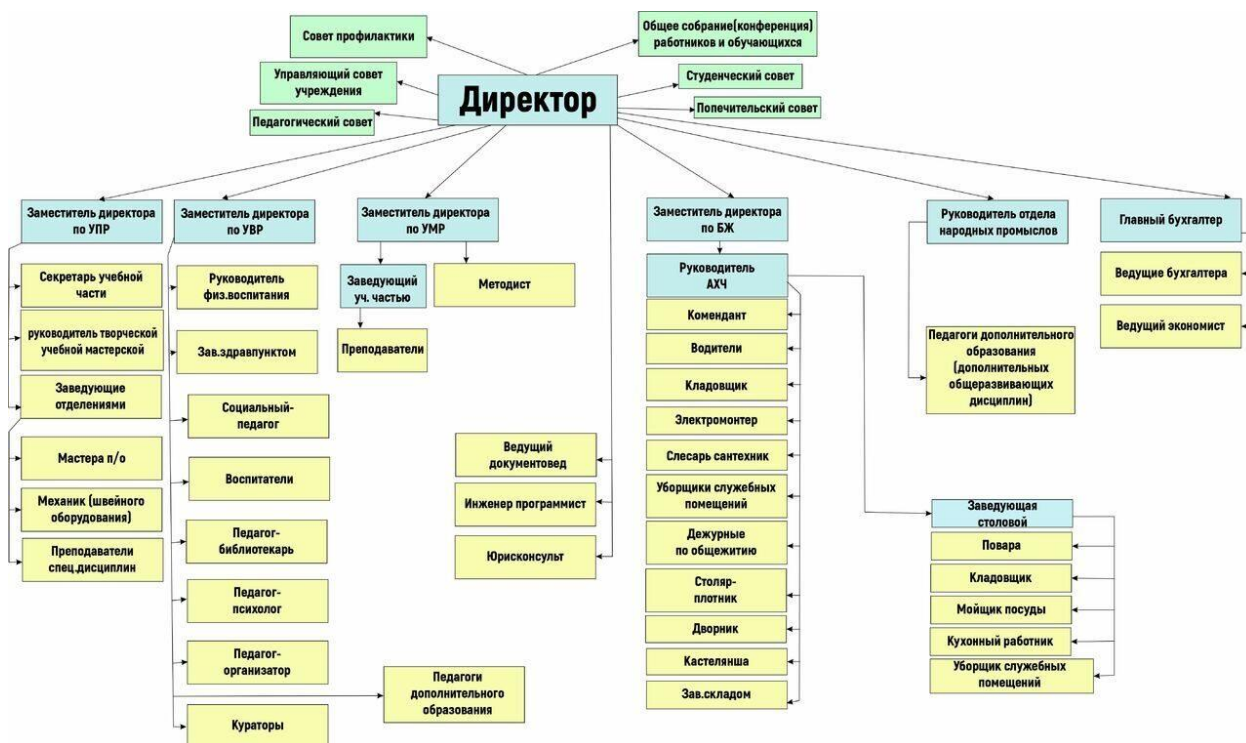 Совет профилактики
Общее собрание(конференция)
работников и обучающихся
Управляющий совет
учреждения
Студенческий совет
Директор
Педагогический совет
Попечительский совет
Заместитель директора
по УПР
Заместитель директора
по УВР
Заместитель директора
по УМР
Заместитель директора
по БЖ
Руководитель отдела
народных промыслов
Главный бухгалтер
Секретарь учебной
части
руководитель творческой
учебной мастерской
Заведующие
отделениями
Мастера п/о
Механик (швейного
оборудования)
Преподаватели
спец.дисциплин
Руководитель
физ.воспитания
Зав.здравпунктом
Социальный-
педагог
Воспитатели
Педагог-
библиотекарь
Педагог-
психолог
Педагог-
организатор
Кураторы
Педагоги
дополнительного
образования
Заведующий
уч. частью
Методист
Преподаватели
Ведущий
документовед
Инженер программист
Юрисконсульт
Руководитель
АХЧ
Комендант
Водители
Кладовщик
Электромонтер
Слесарь сантехник
Уборщики служебных
помещений
Дежурные
по общежитию
Столяр-
плотник
Дворник
Кастелянша
Зав.складом
Педагоги дополнительного
образования
(дополнительных
общеразвивающих
дисциплин)
Заведующая
столовой
Повара
Кладовщик
Мойщик посуды
Кухонный работник
Уборщик служебных
помещений
Ведущие бухгалтера
Ведущий экономист